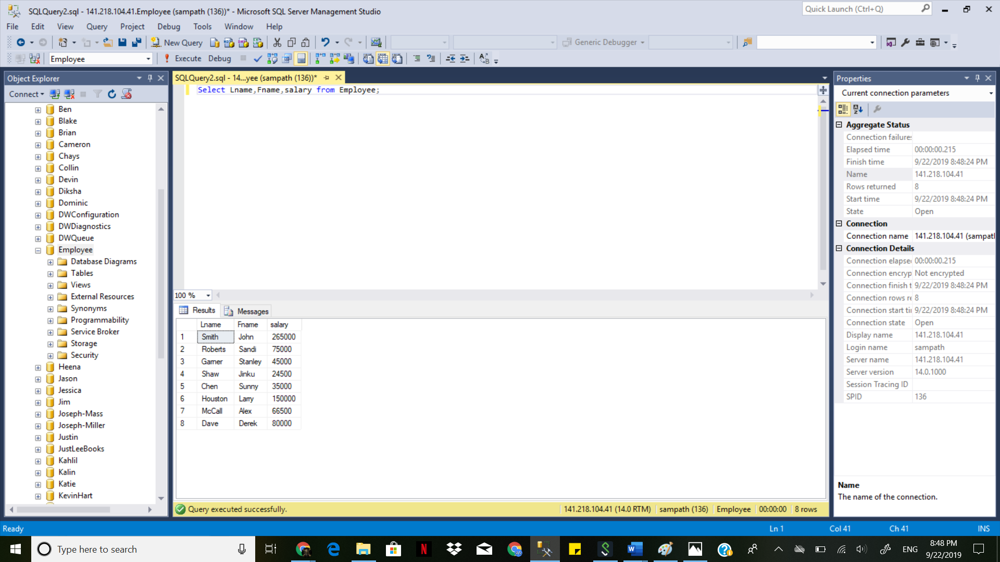 SQLQuery2.sql - 141.218.104.41.Employee (sampath (136))* - Microsoft SQL Server Management Studio
Quick Launch (Ctrl+Q)
File Edit View Query Project Debug Tools Window Help
New Query
Generic Debugger
Employee
Execute Debug
Object Explorer
Connect
Ben
Blake
Brian
Cameron
Chays
Collin
Devin
Diksha
Dominic
DWConfiguration
DWDiagnostics
DWQueue
Employee
Database Diagrams
Tables
Views
External Resources
Synonyms
Programmability
Service Broker
Storage
Security
Heena
Jason
Jessica
Jim
Joseph-Mass
Joseph-Miller
Justin
JustLeeBooks
Kahlil
Kalin
Katie
KevinHart
SQLQuery2.sql - 14...yee (sampath (136))*
Select Lname,Fname,salary from Employee;
100 %
Results Messages
Lname Fname salary
1 Smith John 265000
2 Roberts Sandi 75000
3 Garner Stanley 45000
4 Shaw Jinku 24500
5 Chen Sunny 35000
6 Houston Larry 150000
7 McCall Alex 66500
8 Dave Derek 80000
Query executed successfully.
141.218.104.41 (14.0 RTM) sampath (136) Employee 00:00:00 8 rows
Properties
Current connection parameters
Aggregate Status
Connection failures
Elapsed time 00:00:00.215
Finish time 9/22/2019 8:48:24 PM
Name 141.218.104.41
Rows returned 8
Start time 9/22/2019 8:48:24 PM
State Open
Connection
Connection name 141.218.104.41 (sampath
Connection Details
Connection elapse 00:00:00.215
Connection encryp Not encrypted
Connection finish t 9/22/2019 8:48:24 PM
Connection rows re 8
Connection start ti 9/22/2019 8:48:24 PM
Connection state Open
Display name 141.218.104.41
Login name sampath
Server name 141.218.104.41
Server version 14.0.1000
Session Tracing ID
SPID 136
Name
The name of the connection.
Ready
Ln 1 Col 41 Ch 41 INS
Type here to search
ENG
8:48 PM
9/22/2019